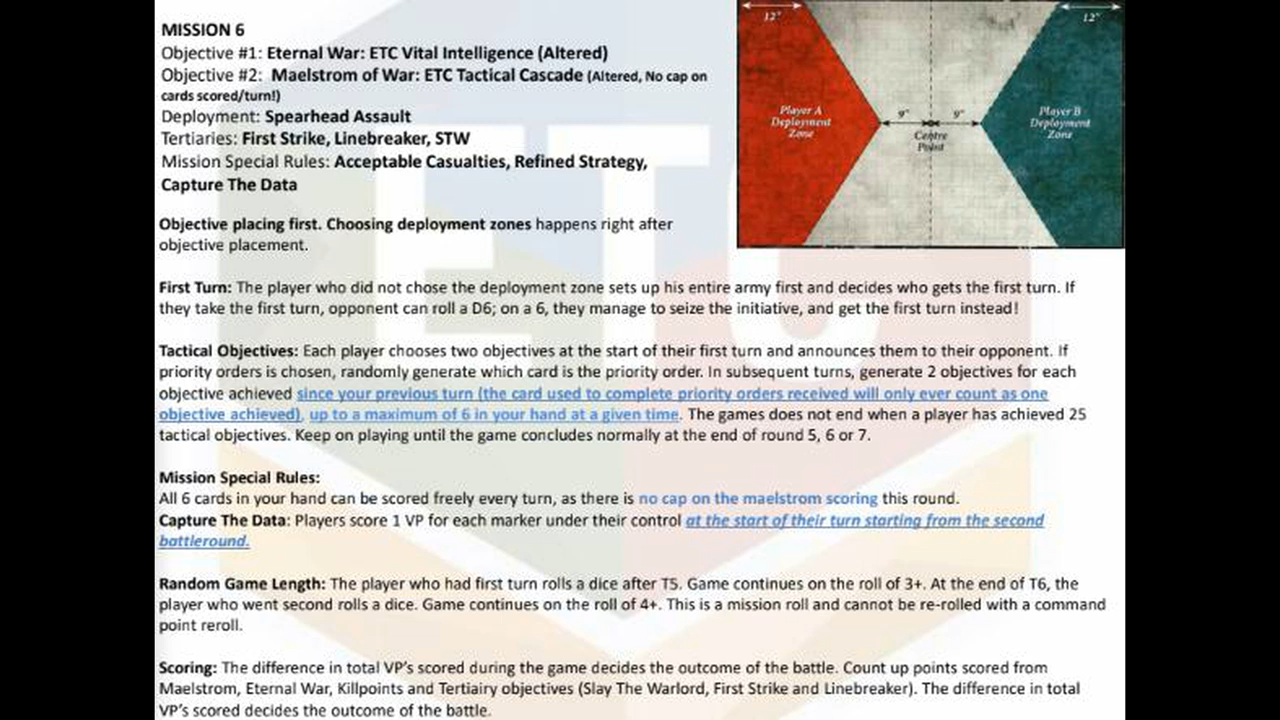 MISSION 6
Objective #1: Eternal War: ETC Vital Intelligence (Altered)
Objective #2:  Maelstrom of War: ETC Tactical Cascade (Altered, No cap on
cards scored/turn!)
Deployment: Spearhead Assault
Tertiaries: First Strike, Linebreaker, STW
Mission Special Rules: Acceptable Casualties, Refined Strategy,
Capture The Data
12"
12"
Player A
Deployment
Zone
9"
9"
Centre
Point
Player B
Deployment
Zone
Objective placing first. Choosing deployment zones happens right after
objective placement.
First Turn: The player who did not chose the deployment zone sets up his entire army first and decides who gets the first turn. If
they take the first turn, opponent can roll a D6; on a 6, they manage to seize the initiative, and get the first turn instead!
Tactical Objectives: Each player chooses two objectives at the start of their first turn and announces them to their opponent. If
priority orders is chosen, randomly generate which card is the priority order. In subsequent turns, generate 2 objectives for each
objective achieved since your previous turn (the card used to complete priority orders received will only ever count as one
objective achieved), up to a maximum of 6 in your hand at a given time. The games does not end when a player has achieved 25
tactical objectives. Keep on playing until the game concludes normally at the end of round 5, 6 or 7.
Mission Special Rules:
All 6 cards in your hand can be scored freely every turn, as there is no cap on the maelstrom scoring this round.
Capture The Data: Players score 1 VP for each marker under their control at the start of their turn starting from the second
battleround.
Random Game Length: The player who had first turn rolls a dice after T5. Game continues on the roll of 3+. At the end of T6, the
player who went second rolls a dice. Game continues on the roll of 4+. This is a mission roll and cannot be re-rolled with a command
point reroll.
Scoring: The difference in total VP's scored during the game decides the outcome of the battle. Count up points scored from
Maelstrom, Eternal War, Killpoints and Tertiairy objectives (Slay The Warlord, First Strike and Linebreaker). The difference in total
VP's scored decides the outcome of the battle.
ETC